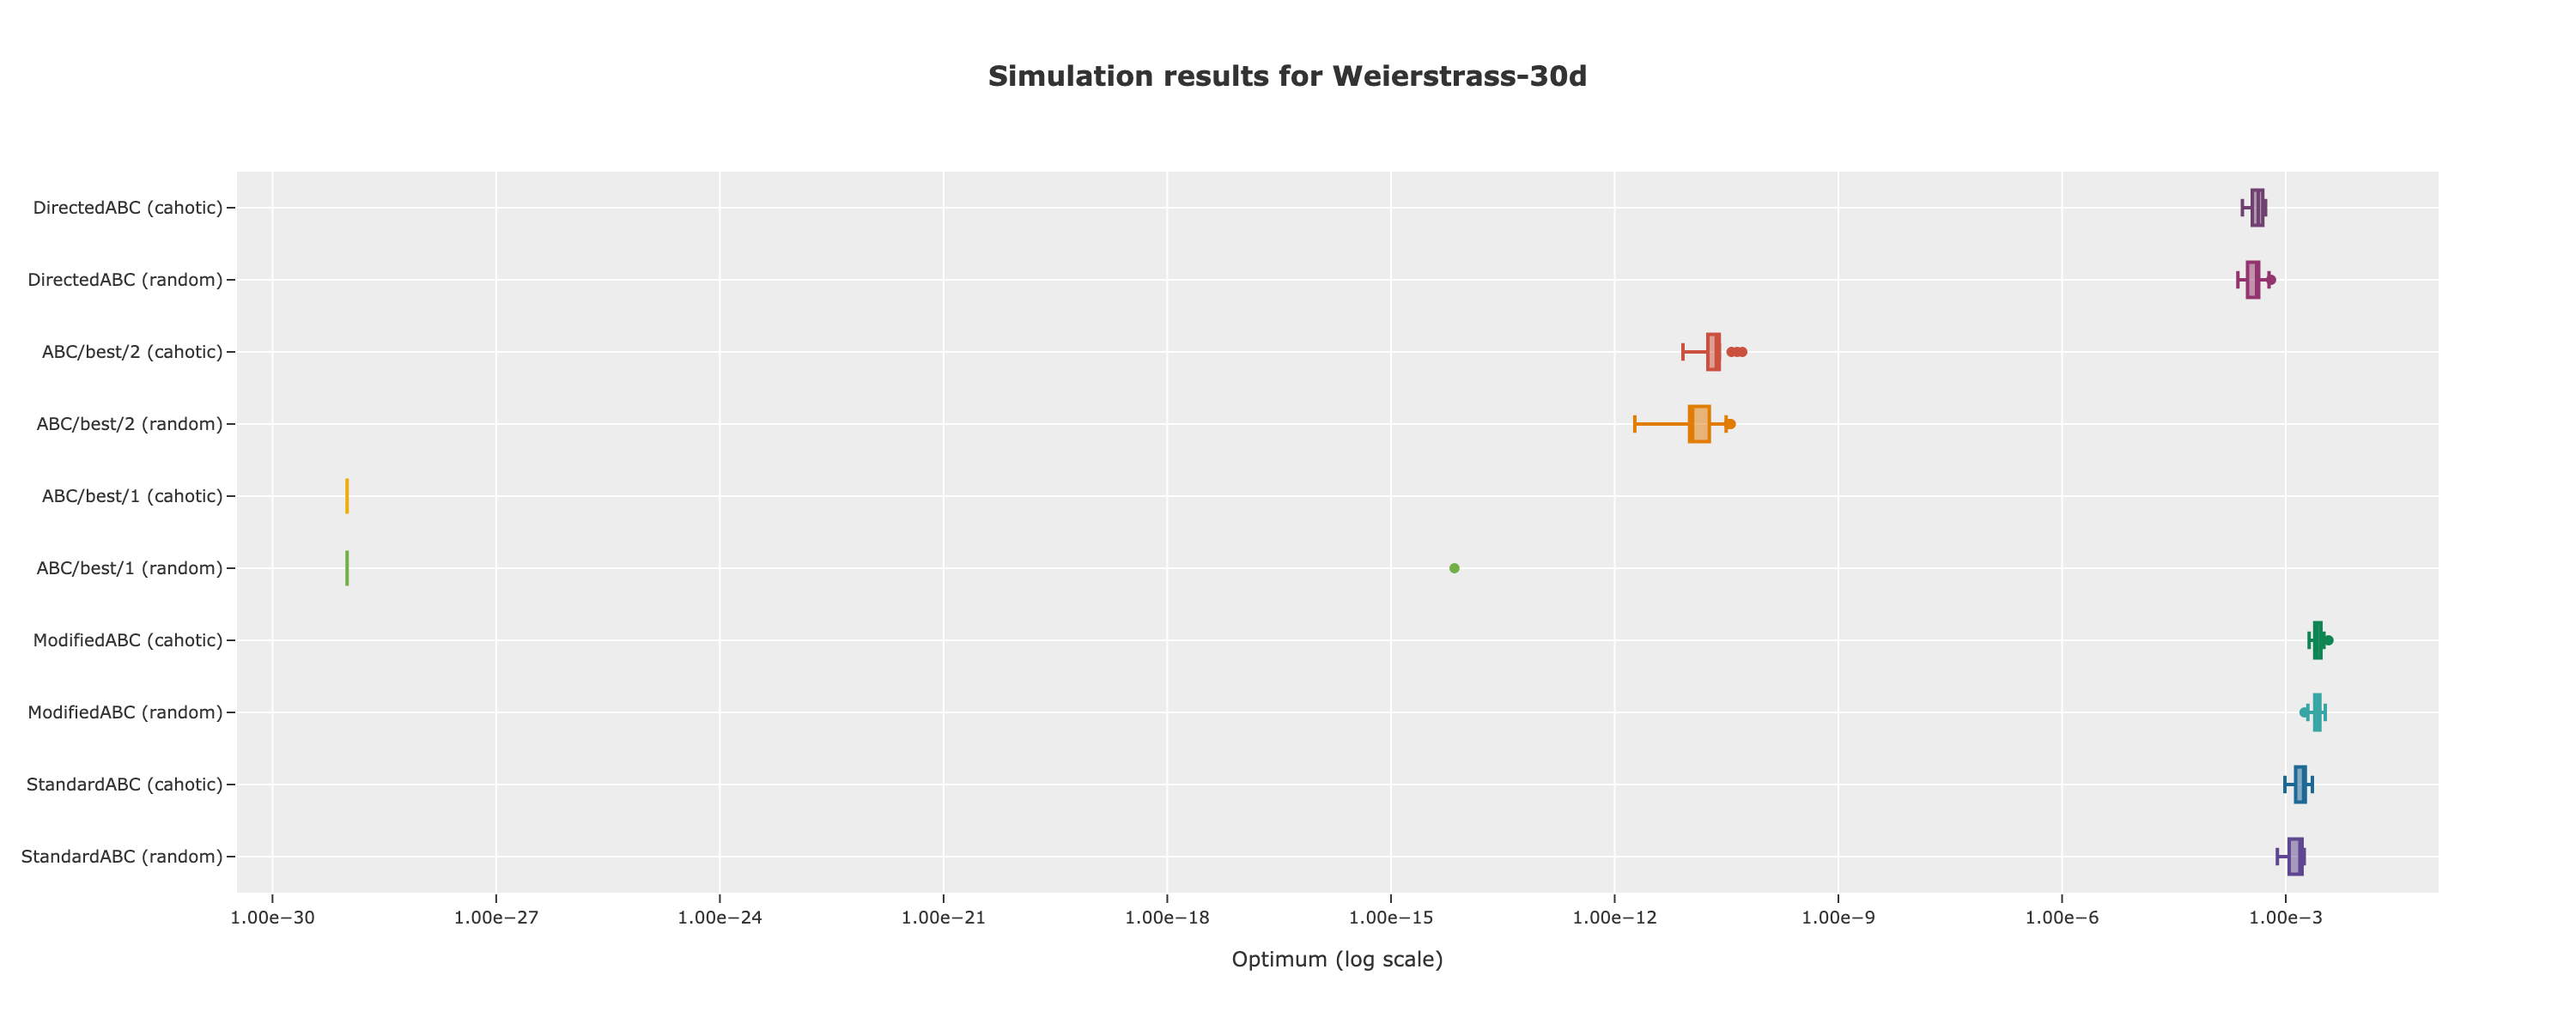 Simulation results for Weierstrass-30d
DirectedABC (cahotic)
DirectedABC (random)
ABC/best/2 (cahotic)
ABC/best/2 (random)
ABC/best/1 (cahotic)
ABC/best/1 (random)
ModifiedABC (cahotic)
ModifiedABC (random)
StandardABC (cahotic)
StandardABC (random)
1.00e−30 1.00e−27 1.00e−24 1.00e−21 1.00e−18 1.00e−15 1.00e−12 1.00e−9 1.00e−6 1.00e−3
Optimum (log scale)